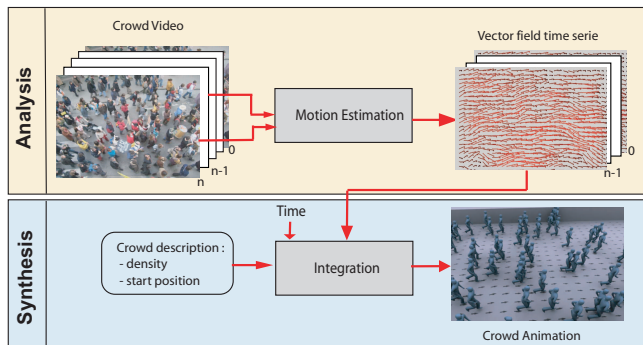 Analysis
Crowd Video
0
n-1
n
Motion Estimation
Vector field time serie
0
n-1
Synthesis
Time
Crowd description :
- density
- start position
Integration
Crowd Animation